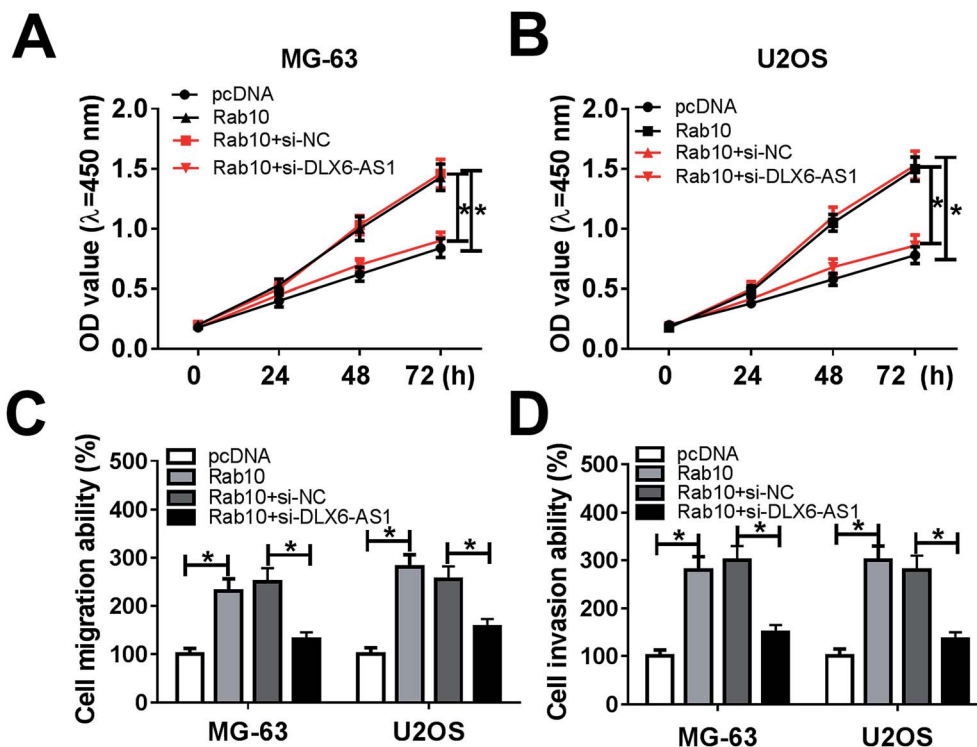 A
MG-63
pcDNA
Rab10
Rab10+si-NC
Rab10+si-DLX6-AS1
OD value (λ=450 nm)
2.0
1.5
1.0
0.5
0.0
0 24 48 72 (h)
* *
B
U2OS
pcDNA
Rab10
Rab10+si-NC
Rab10+si-DLX6-AS1
OD value (λ=450 nm)
2.0
1.5
1.0
0.5
0.0
0 24 48 72 (h)
* *
C
pcDNA
Rab10
Rab10+si-NC
Rab10+si-DLX6-AS1
Cell migration ability (%)
500
400
300
200
100
0
* * * *
MG-63 U2OS
D
pcDNA
Rab10
Rab10+si-NC
Rab10+si-DLX6-AS1
Cell invasion ability (%)
500
400
300
200
100
0
* * * *
MG-63 U2OS